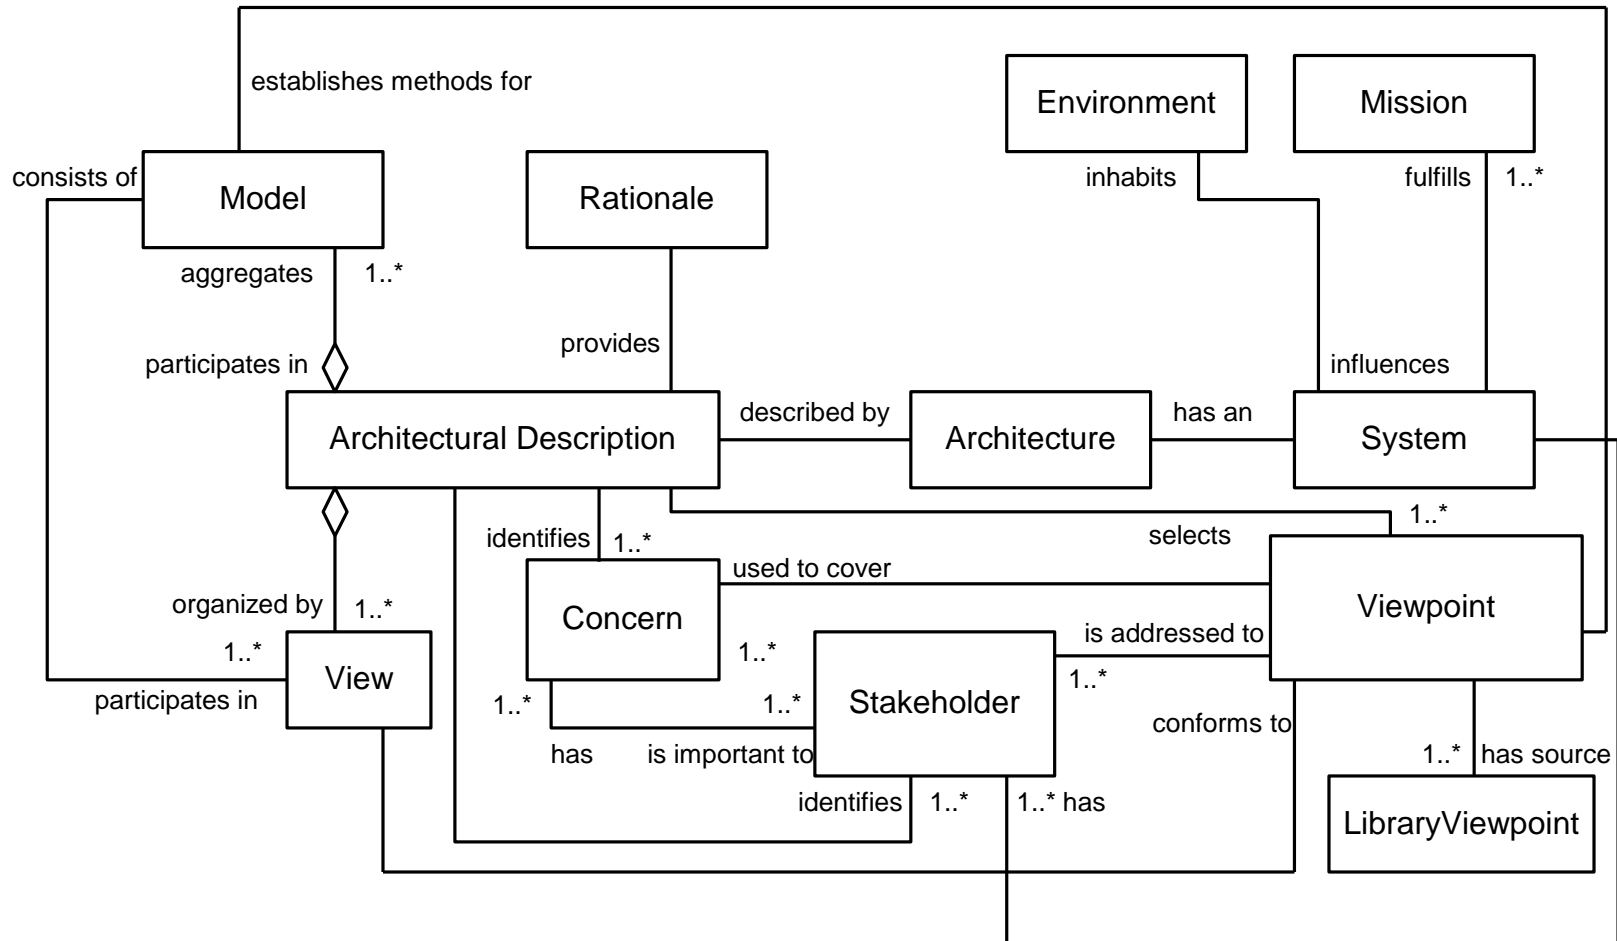 establishes methods for
Environment
Mission
consists of
Model
Rationale
inhabits
fulfills
1..*
aggregates
1..*
participates in
provides
influences
Architectural Description
described by
Architecture
has an
System
identifies
1..*
selects
1..*
used to cover
organized by
1..*
Concern
Viewpoint
1..*
View
participates in
1..*
is addressed to
1..*
1..*
1..*
Stakeholder
has
is important to
conforms to
1..*
has source
identifies
1..*
1..* has
LibraryViewpoint